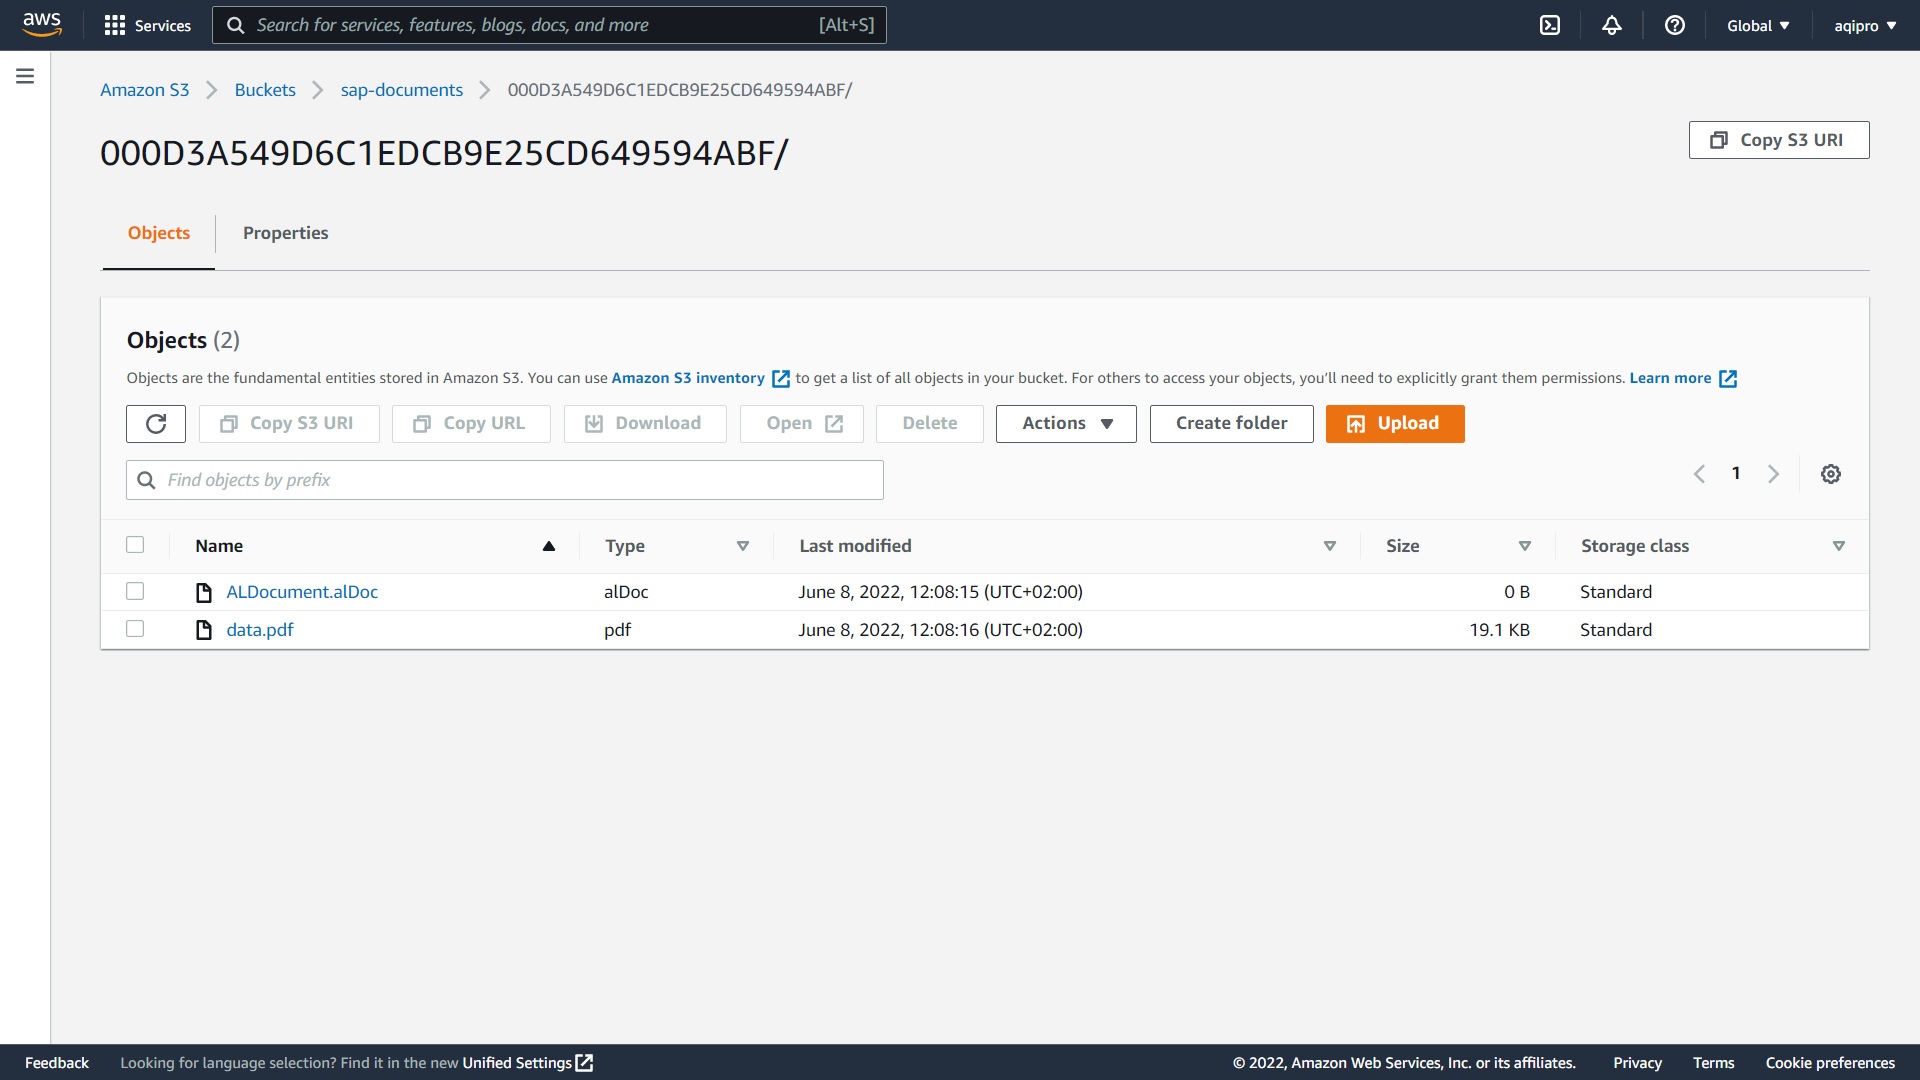 aws Services Search for services, features, blogs, docs, and more [Alt+S] Global aqipro
Amazon S3 Buckets sap-documents 000D3A549D6C1EDCB9E25CD649594ABF/
000D3A549D6C1EDCB9E25CD649594ABF/
Copy S3 URI
Objects Properties
Objects (2)
Objects are the fundamental entities stored in Amazon S3. You can use Amazon S3 inventory to get a list of all objects in your bucket. For others to access your objects, you'll need to explicitly grant them permissions. Learn more
Copy S3 URI Copy URL Download Open Delete Actions Create folder Upload
Find objects by prefix
1
Name Type Last modified Size Storage class
ALDocument.alDoc alDoc June 8, 2022, 12:08:15 (UTC+02:00) 0 B Standard
data.pdf pdf June 8, 2022, 12:08:16 (UTC+02:00) 19.1 KB Standard
Feedback Looking for language selection? Find it in the new Unified Settings © 2022, Amazon Web Services, Inc. or its affiliates. Privacy Terms Cookie preferences